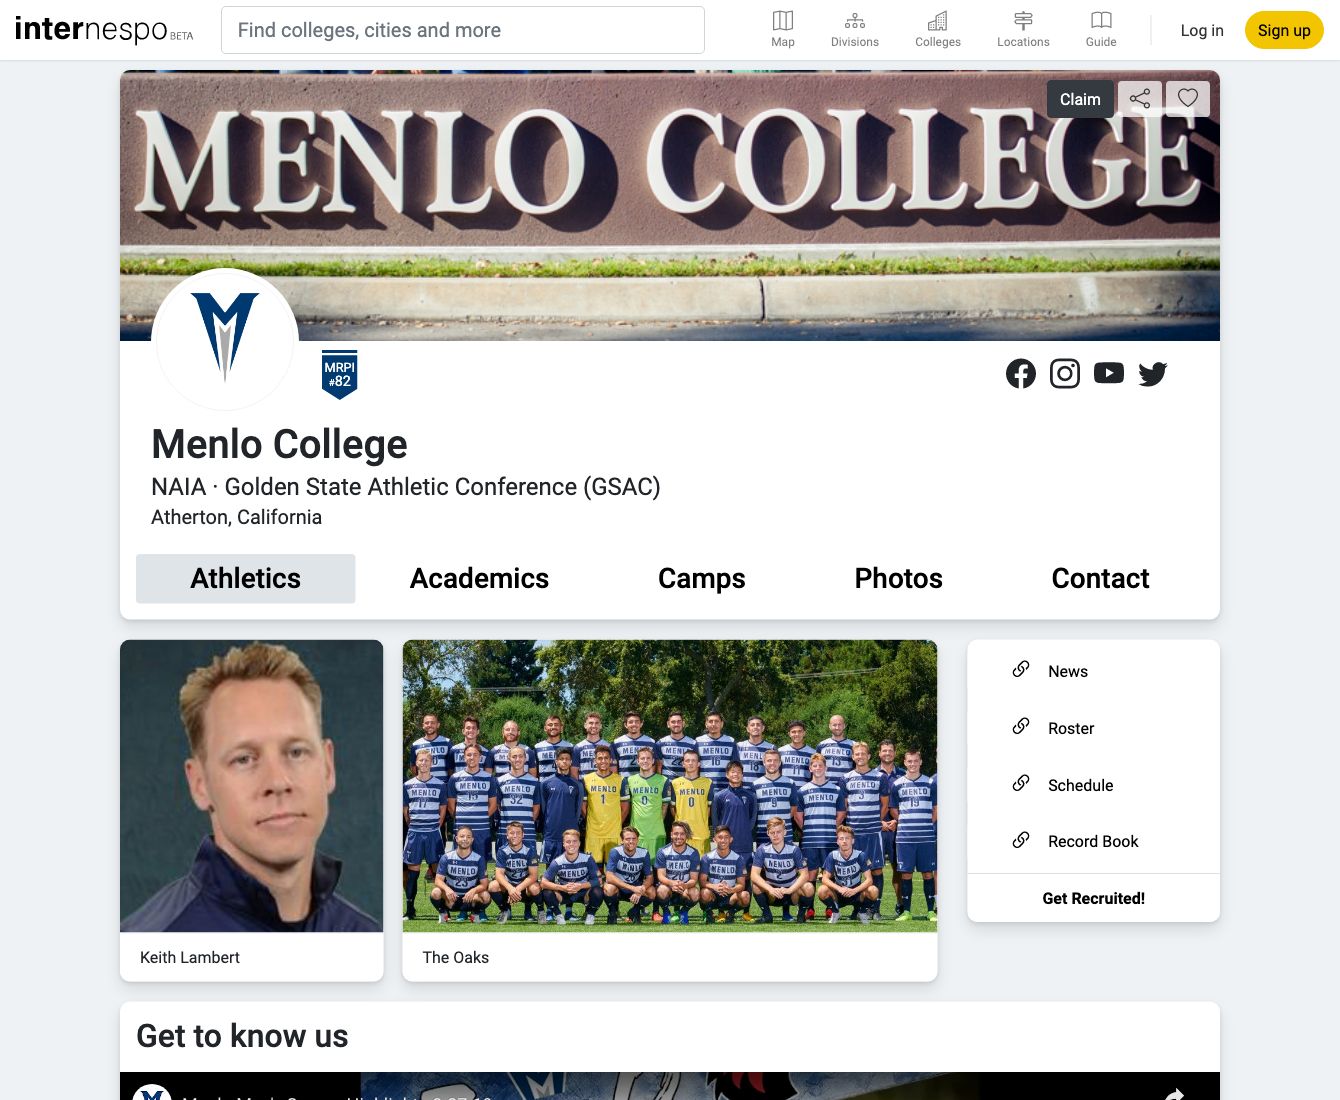 internespo BETA
Find colleges, cities and more
Map
Divisions
Colleges
Locations
Guide
Log in
Sign up
MENLO COLLEGE
Claim
MRPI
#82
Menlo College
NAIA · Golden State Athletic Conference (GSAC)
Atherton, California
Athletics
Academics
Camps
Photos
Contact
Keith Lambert
The Oaks
News
Roster
Schedule
Record Book
Get Recruited!
Get to know us